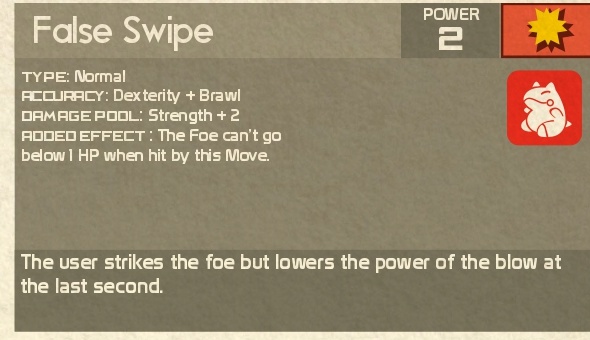 False Swipe
POWER
2
TYPE: Normal
ACCURACY: Dexterity + Brawl
DAMAGE POOL: Strength + 2
ADDED EFFECT: The Foe can't go
below 1 HP when hit by this Move.
The user strikes the foe but lowers the power of the blow at
the last second.